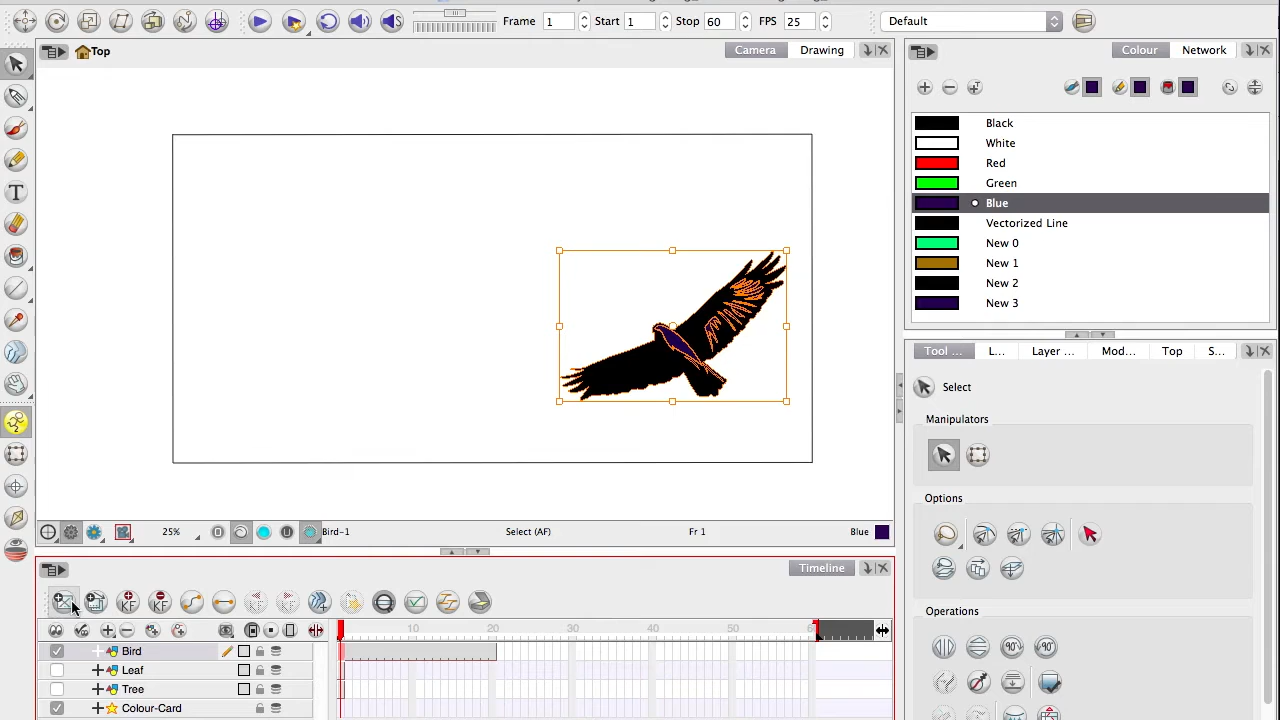 Frame 1 Start 1 Stop 60 FPS 25 Default
Top Camera Drawing
Colour Network
Black
White
Red
Green
Blue
Vectorized Line
New 0
New 1
New 2
New 3
Tool ... L... Layer ... Mod... Top S...
Select
Manipulators
Options
Operations
25% Bird-1 Select (AF) Fr 1 Blue
Timeline
KF KF
10 20 30 40 50
Bird
Leaf
Tree
Colour-Card